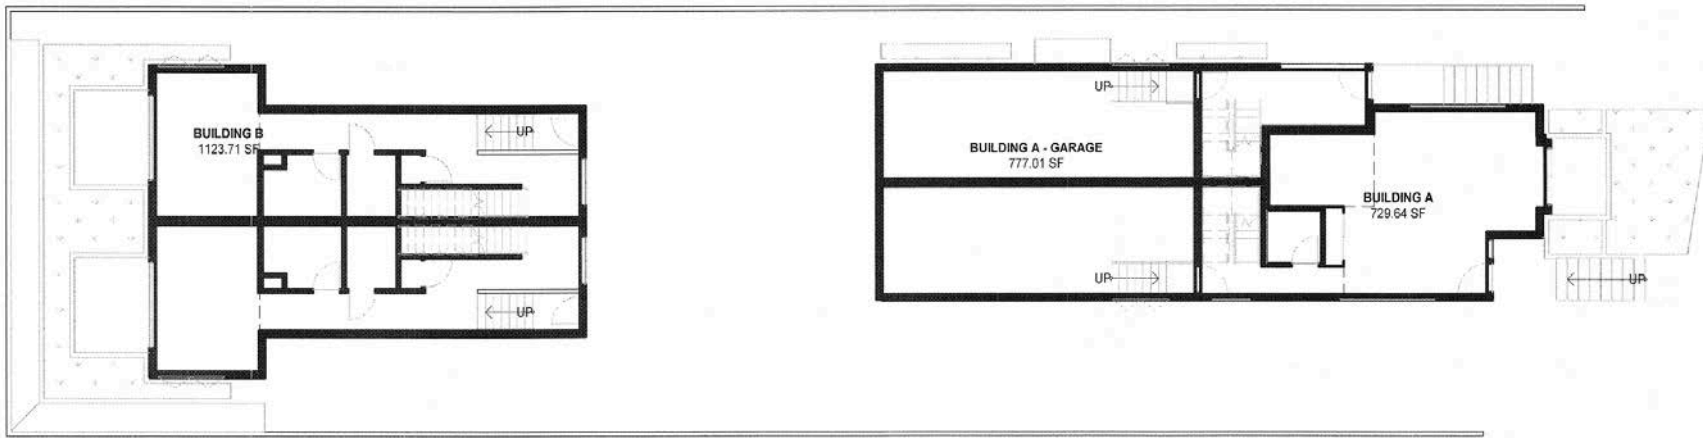 BUILDING B
1123.71 SF
UP
UP
UP
BUILDING A - GARAGE
777.01 SF
UP
BUILDING A
729.64 SF
UP